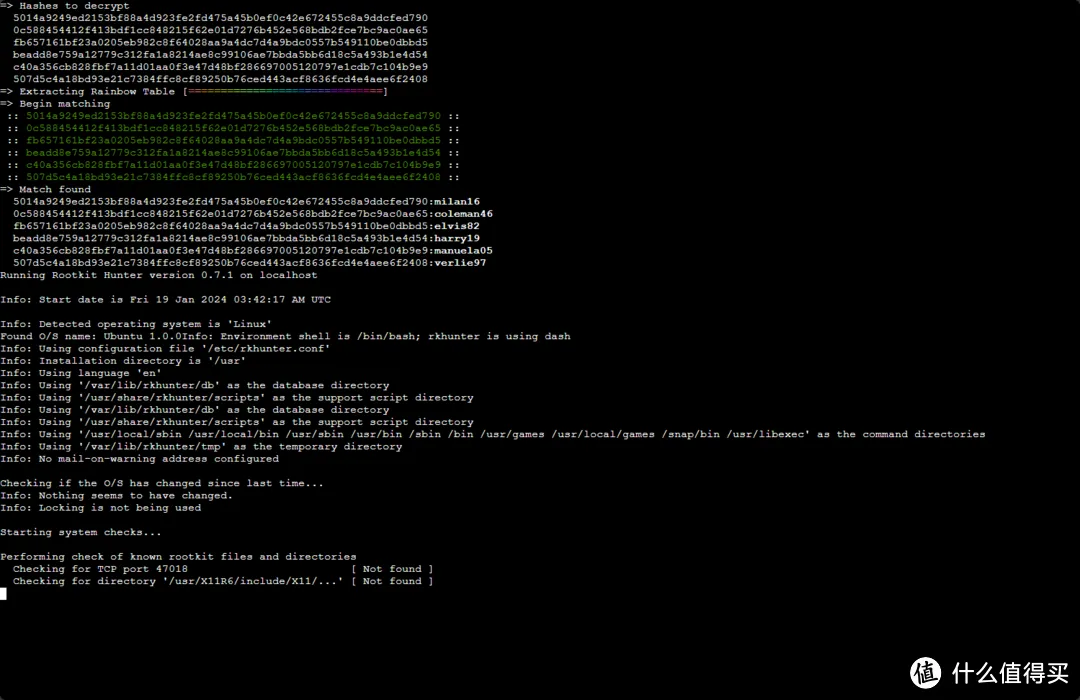 => Hashes to decrypt
5014a9249ed2153bf88a4d923fe2fd475a45b0ef0c42e672455c8a9ddcfed790
0c588454412f413bdf1cc848215f62e01d7276b452e568bdb2fce7bc9ac0ae65
fb657161bf23a0205eb982c8f64028aa9a4dc7d4a9bdc0557b549110be0dbbd5
beadd8e759a12779c312fa1a8214ae8c99106ae7bbda5bb6d18c5a493b1e4d54
c40a356cb828fbf7a11d01aa0f3e47d48bf286697005120797e1cdb7c104b9e9
507d5c4a18bd93e21c7384ffc8cf89250b76ced443acf8636fcd4e4aee6f2408
=> Extracting Rainbow Table [==============================]
=> Begin matching
:: 5014a9249ed2153bf88a4d923fe2fd475a45b0ef0c42e672455c8a9ddcfed790 ::
:: 0c588454412f413bdf1cc848215f62e01d7276b452e568bdb2fce7bc9ac0ae65 ::
:: fb657161bf23a0205eb982c8f64028aa9a4dc7d4a9bdc0557b549110be0dbbd5 ::
:: beadd8e759a12779c312fa1a8214ae8c99106ae7bbda5bb6d18c5a493b1e4d54 ::
:: c40a356cb828fbf7a11d01aa0f3e47d48bf286697005120797e1cdb7c104b9e9 ::
:: 507d5c4a18bd93e21c7384ffc8cf89250b76ced443acf8636fcd4e4aee6f2408 ::
=> Match found
5014a9249ed2153bf88a4d923fe2fd475a45b0ef0c42e672455c8a9ddcfed790:milan16
0c588454412f413bdf1cc848215f62e01d7276b452e568bdb2fce7bc9ac0ae65:coleman46
fb657161bf23a0205eb982c8f64028aa9a4dc7d4a9bdc0557b549110be0dbbd5:elvis82
beadd8e759a12779c312fa1a8214ae8c99106ae7bbda5bb6d18c5a493b1e4d54:harry19
c40a356cb828fbf7a11d01aa0f3e47d48bf286697005120797e1cdb7c104b9e9:manuela05
507d5c4a18bd93e21c7384ffc8cf89250b76ced443acf8636fcd4e4aee6f2408:verlie97
Running Rootkit Hunter version 0.7.1 on localhost
Info: Start date is Fri 19 Jan 2024 03:42:17 AM UTC
Info: Detected operating system is 'Linux'
Found O/S name: Ubuntu 1.0.0Info: Environment shell is /bin/bash; rkhunter is using dash
Info: Using configuration file '/etc/rkhunter.conf'
Info: Installation directory is '/usr'
Info: Using language 'en'
Info: Using '/var/lib/rkhunter/db' as the database directory
Info: Using '/usr/share/rkhunter/scripts' as the support script directory
Info: Using '/var/lib/rkhunter/db' as the database directory
Info: Using '/usr/share/rkhunter/scripts' as the support script directory
Info: Using '/usr/local/sbin /usr/local/bin /usr/sbin /usr/bin /sbin /bin /usr/games /usr/local/games /snap/bin /usr/libexec' as the command directories
Info: Using '/var/lib/rkhunter/tmp' as the temporary directory
Info: No mail-on-warning address configured
Checking if the O/S has changed since last time...
Info: Nothing seems to have changed.
Info: Locking is not being used
Starting system checks...
Performing check of known rootkit files and directories
Checking for TCP port 47018 [ Not found ]
Checking for directory '/usr/X11R6/include/X11/...' [ Not found ]
值 什么值得买